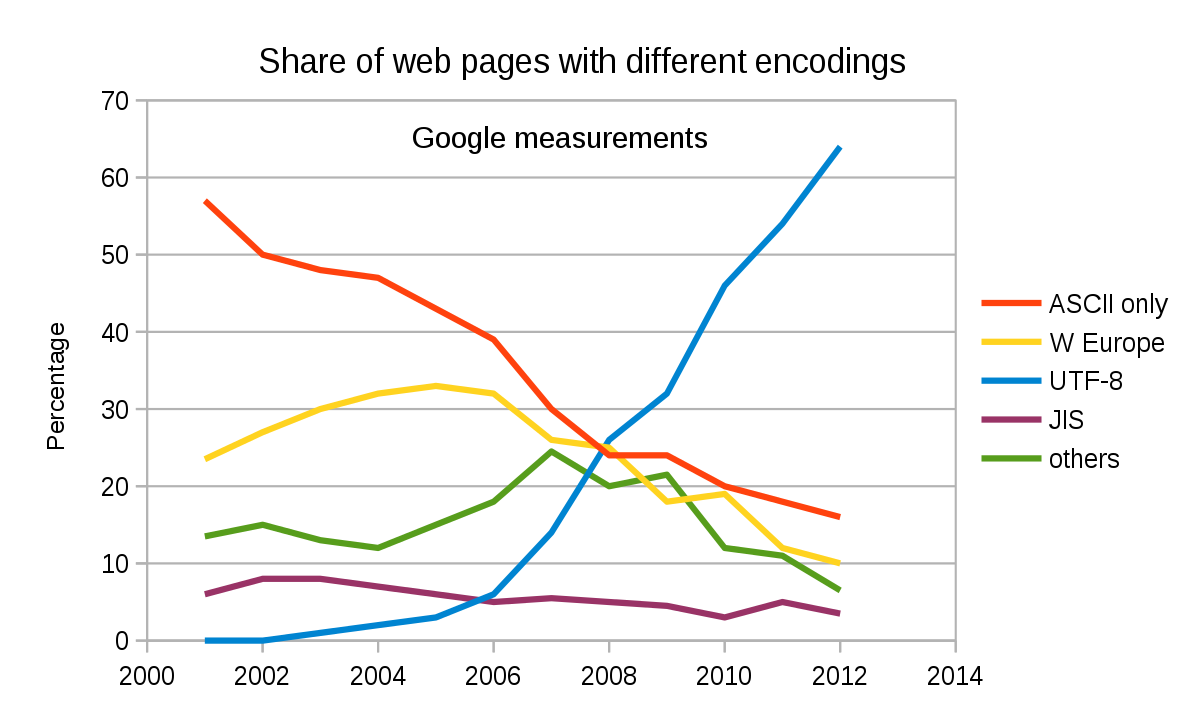 Share of web pages with different encodings
Google measurements
Percentage
70
60
50
40
30
20
10
0
2000 2002 2004 2006 2008 2010 2012 2014
ASCII only
W Europe
UTF-8
JIS
others